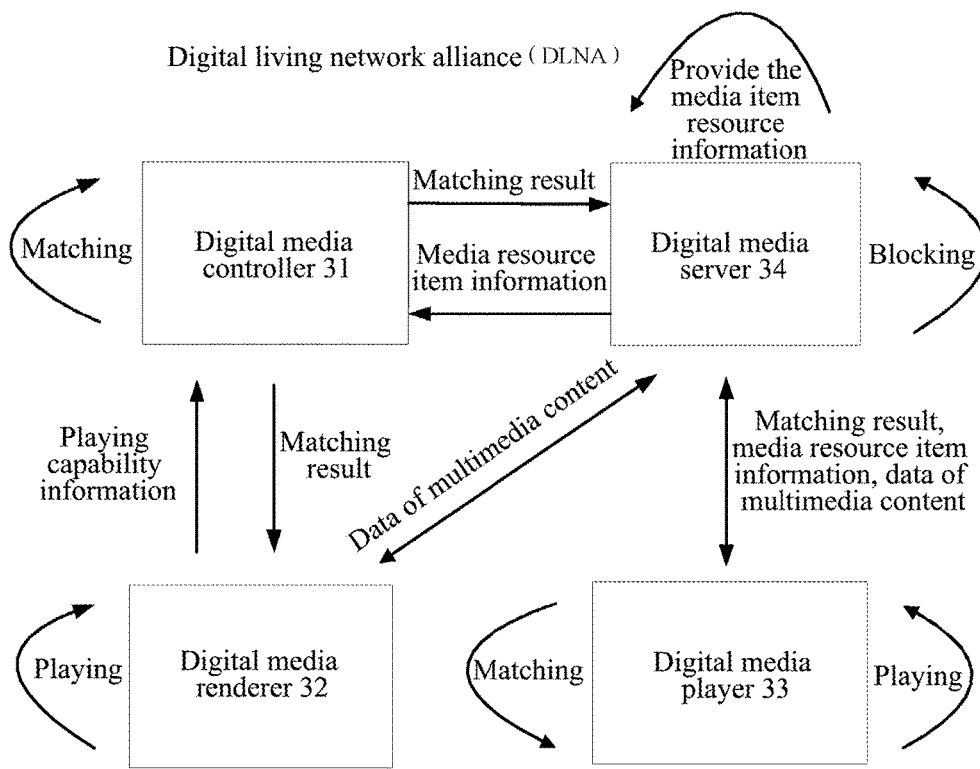 Digital living network alliance (DLNA)
Provide the
media item
resource
information
Matching
Digital media
controller 31
Matching result
Media resource
item information
Digital media
server 34
Blocking
Playing
capability
information
Matching
result
Data of multimedia content
Matching result,
media resource item
information, data of
multimedia content
Playing
Digital media
renderer 32
Matching
Digital media
player 33
Playing